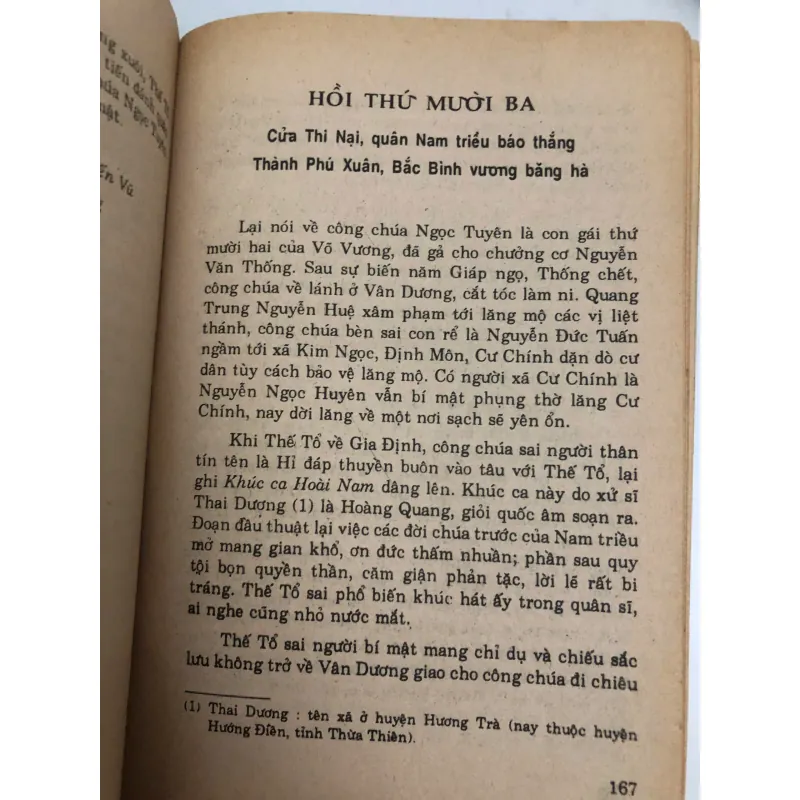 ng xuôi, Thế T
tiến đánh
húa Ngọc Tuyên
uật.
ến Vũ
HỒI THỨ MƯỜI BA
Cửa Thi Nại, quân Nam triều báo thắng
Thành Phú Xuân, Bắc Bình vương băng hà
Lại nói về công chúa Ngọc Tuyên là con gái thứ
mười hai của Võ Vương, đã gả cho chưởng cơ Nguyễn
Văn Thống. Sau sự biến năm Giáp ngọ, Thống chết,
công chúa về lánh ở Vân Dương, cắt tóc làm ni. Quang
Trung Nguyễn Huệ xâm phạm tới lăng mộ các vị liệt
thánh, công chúa bèn sai con rể là Nguyễn Đức Tuấn
ngầm tới xã Kim Ngọc, Định Môn, Cư Chính dặn dò cư
dân tùy cách bảo vệ lăng mộ. Có người xã Cư Chính là
Nguyễn Ngọc Huyên vẫn bí mật phụng thờ lăng Cư
Chính, nay dời lăng về một nơi sạch sẽ yên ổn.
Khi Thế Tổ về Gia Định, công chúa sai người thân
tín tên là Hỉ đáp thuyền buôn vào tâu với Thế Tổ, lại
ghi Khúc ca Hoài Nam dâng lên. Khúc ca này do xử sĩ
Thai Dượng (1) là Hoàng Quang, giỏi quốc âm soạn ra.
Đoạn đầu thuật lại việc các đời chúa trước của Nam triều
mở mang gian khổ, ơn đức thấm nhuần; phần sau quy
tội bọn quyền thần, căm giận phản tặc, lời lẽ rất bi
tráng. Thế Tổ sai phổ biến khúc hát ấy trong quân sĩ,
ai nghe cũng nhỏ nước mắt.
Thế Tổ sai người bí mật mang chỉ dụ và chiếu sắc
lưu không trở về Vân Dương giao cho công chúa đi chiêu
(1) Thai Dương : tên xã ở huyện Hương Trà (nay thuộc huyện
Hướng Điền, tỉnh Thừa Thiên).
167